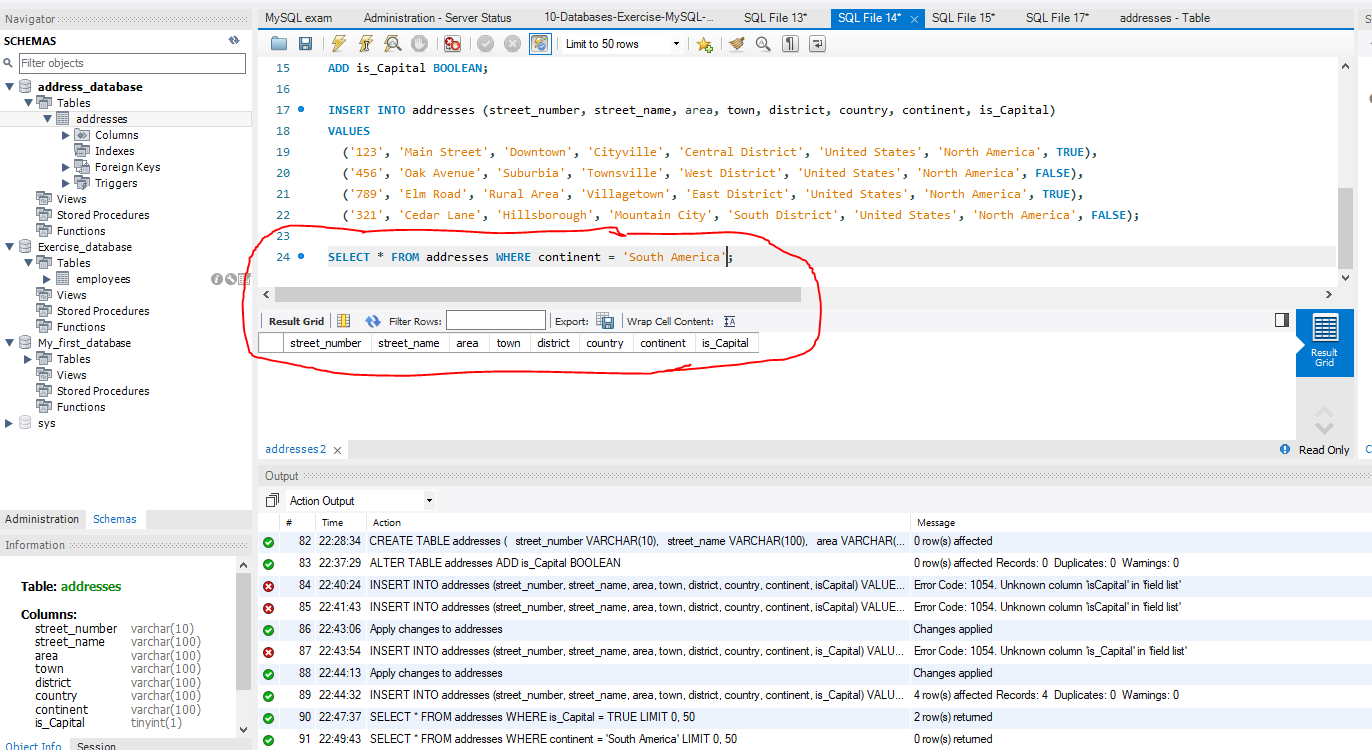 Navigator
SCHEMAS
Filter objects
address_database
Tables
addresses
Columns
Indexes
Foreign Keys
Triggers
Views
Stored Procedures
Functions
Exercise_database
Tables
employees
Views
Stored Procedures
Functions
My_first_database
Tables
Views
Stored Procedures
Functions
sys
Administration Schemas
Information
Table: addresses
Columns:
street_number varchar(10)
street_name varchar(100)
area varchar(100)
town varchar(100)
district varchar(100)
country varchar(100)
continent varchar(100)
is_Capital tinyint(1)
Object Info Session
MySQL exam Administration - Server Status 10-Databases-Exercise-MySQL-... SQL File 13* SQL File 14* SQL File 15* SQL File 17* addresses - Table
Limit to 50 rows
15 ADD is_Capital BOOLEAN;
16
17 INSERT INTO addresses (street_number, street_name, area, town, district, country, continent, is_Capital)
18 VALUES
19 ('123', 'Main Street', 'Downtown', 'Cityville', 'Central District', 'United States', 'North America', TRUE),
20 ('456', 'Oak Avenue', 'Suburbia', 'Townsville', 'West District', 'United States', 'North America', FALSE),
21 ('789', 'Elm Road', 'Rural Area', 'Villagetown', 'East District', 'United States', 'North America', TRUE),
22 ('321', 'Cedar Lane', 'Hillsborough', 'Mountain City', 'South District', 'United States', 'North America', FALSE);
23
24 SELECT * FROM addresses WHERE continent = 'South America';
Result Grid Filter Rows: Export: Wrap Cell Content:
street_number street_name area town district country continent is_Capital
Result
Grid
addresses2 Read Only
Output
Action Output
# Time Action Message
82 22:28:34 CREATE TABLE addresses ( street_number VARCHAR(10), street_name VARCHAR(100), area VARCHAR(... 0 row(s) affected
83 22:37:29 ALTER TABLE addresses ADD is_Capital BOOLEAN 0 row(s) affected Records: 0 Duplicates: 0 Warnings: 0
84 22:40:24 INSERT INTO addresses (street_number, street_name, area, town, district, country, continent, isCapital) VALUE... Error Code: 1054. Unknown column 'isCapital' in 'field list'
85 22:41:43 INSERT INTO addresses (street_number, street_name, area, town, district, country, continent, isCapital) VALUE... Error Code: 1054. Unknown column 'isCapital' in 'field list'
86 22:43:06 Apply changes to addresses Changes applied
87 22:43:54 INSERT INTO addresses (street_number, street_name, area, town, district, country, continent, is_Capital) VALU... Error Code: 1054. Unknown column 'is_Capital' in 'field list'
88 22:44:13 Apply changes to addresses Changes applied
89 22:44:32 INSERT INTO addresses (street_number, street_name, area, town, district, country, continent, is_Capital) VALU... 4 row(s) affected Records: 4 Duplicates: 0 Warnings: 0
90 22:47:37 SELECT * FROM addresses WHERE is_Capital = TRUE LIMIT 0, 50 2 row(s) returned
91 22:49:43 SELECT * FROM addresses WHERE continent = 'South America' LIMIT 0, 50 0 row(s) returned